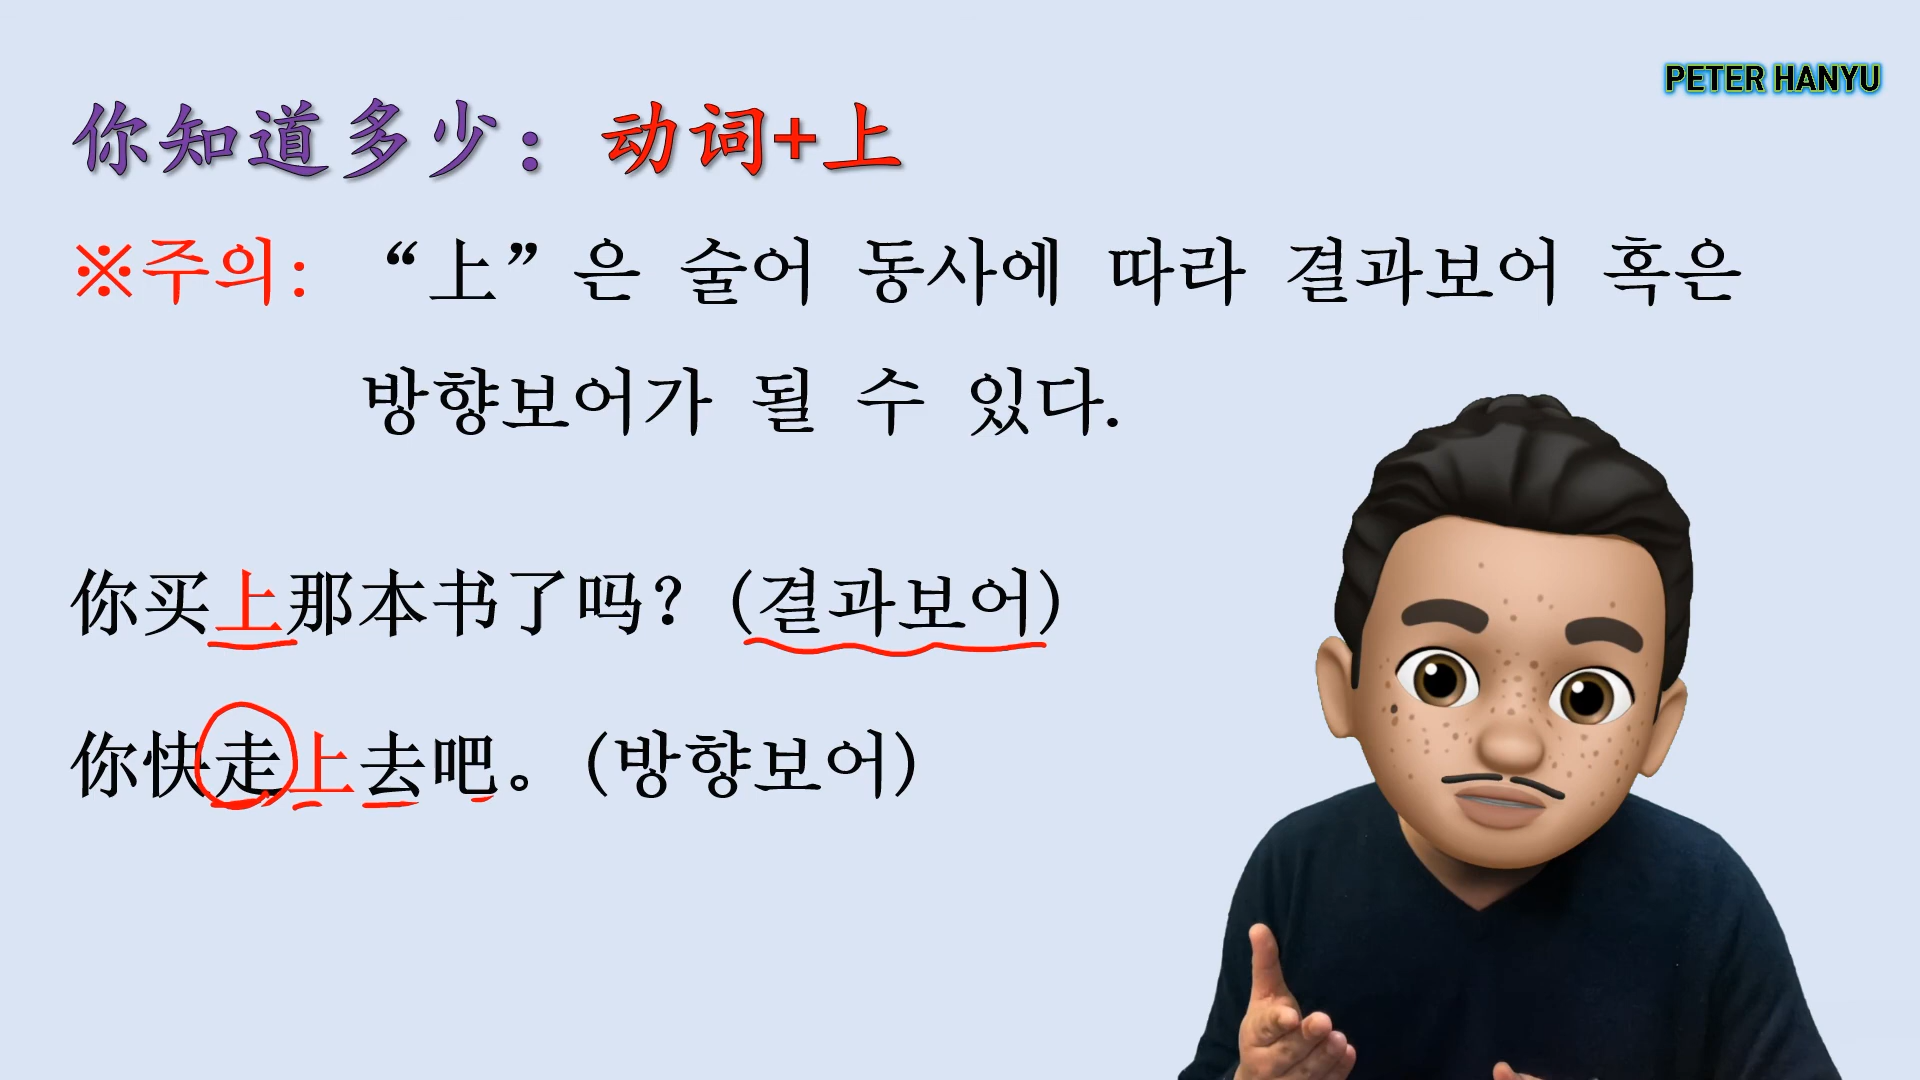 PETER HANYU
你知道多少：动词+上
※주의: “上”은 술어 동사에 따라 결과보어 혹은
방향보어가 될 수 있다.
你买上那本书了吗？(결과보어)
你快走上去吧。(방향보어)